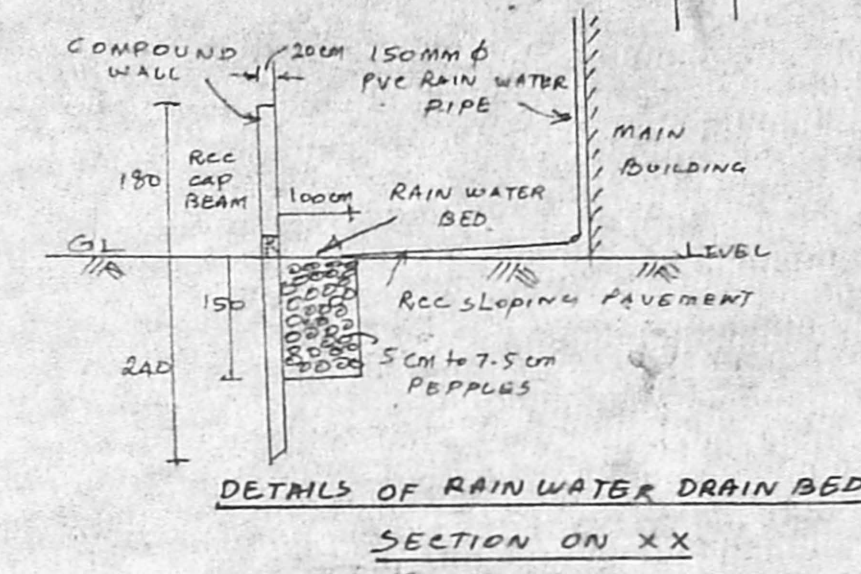 COMPOUND
WALL
20cm
150MM φ
PVC RAIN WATER
PIPE
MAIN
BUILDING
RCC
CAP
BEAM
180
100cm
RAIN WATER
BED
GL
LEVEL
R
150
RCC SLOPING PAVEMENT
240
5 cm to 7.5 cm
PEPPLES
DETAILS OF RAIN WATER DRAIN BED
SECTION ON XX